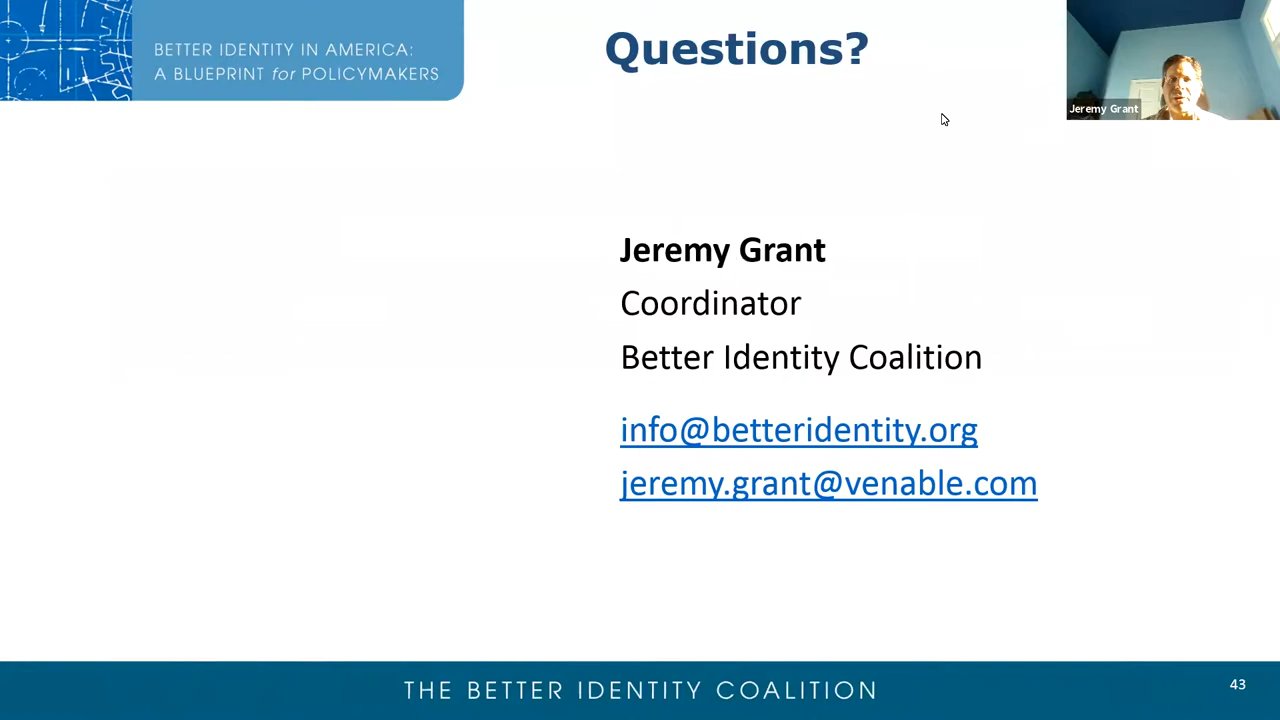 BETTER IDENTITY IN AMERICA:
A BLUEPRINT for POLICYMAKERS
Questions?
Jeremy Grant
Jeremy Grant
Coordinator
Better Identity Coalition
info@betteridentity.org
jeremy.grant@venable.com
THE BETTER IDENTITY COALITION
43